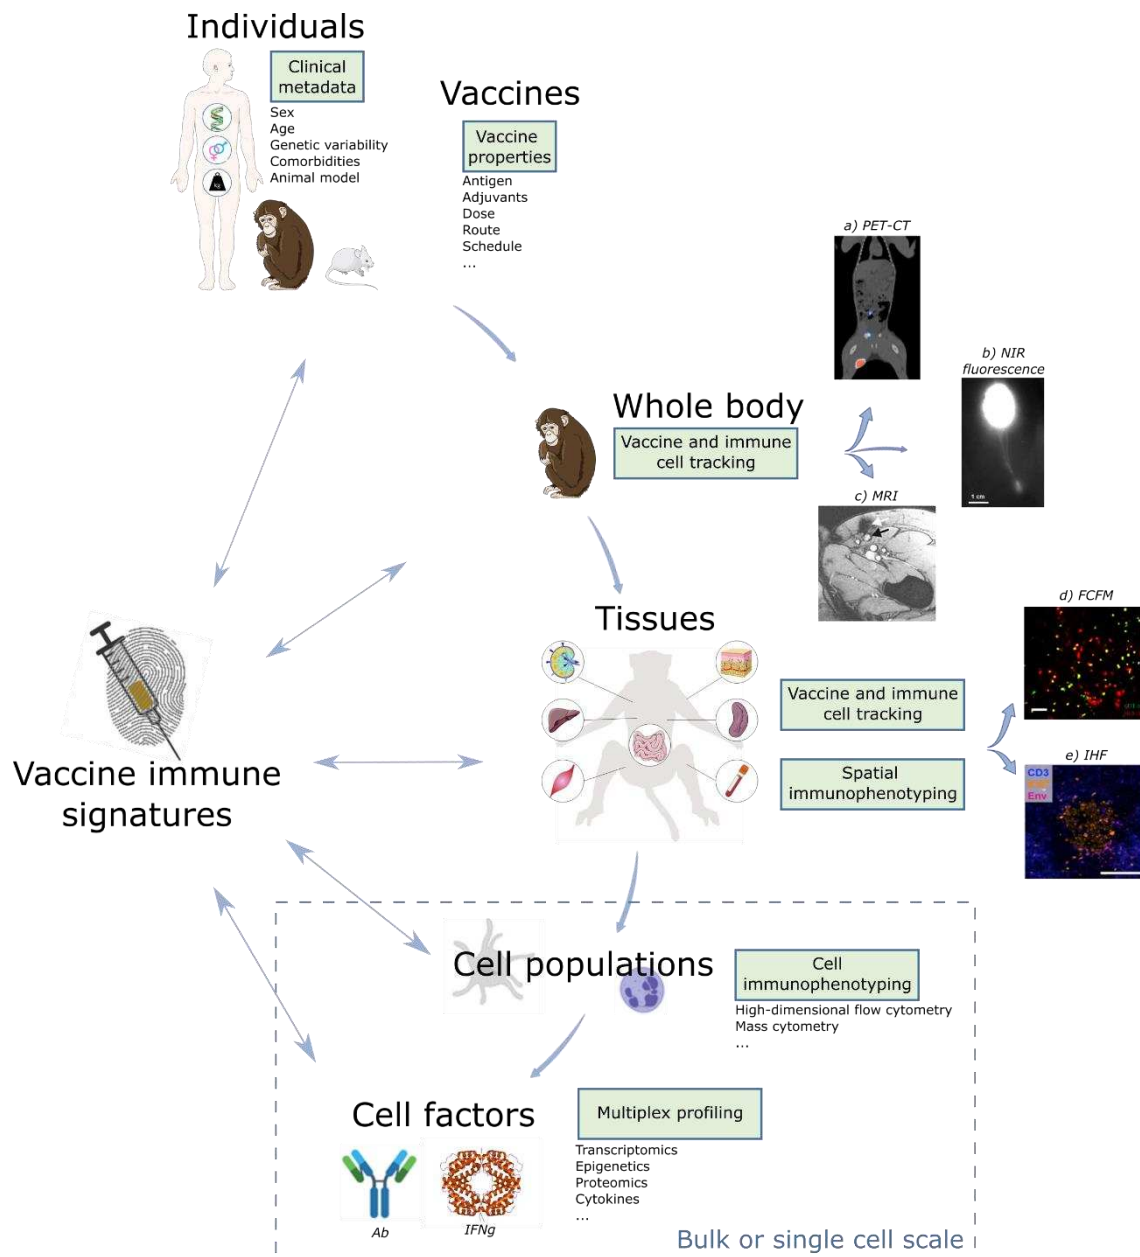 Individuals
Clinical
metadata
Sex
Age
Genetic variability
Comorbidities
Animal model
Vaccines
Vaccine
properties
Antigen
Adjuvants
Dose
Route
Schedule
...
a) PET-CT
b) NIR
fluorescence
1 cm
Whole body
Vaccine and immune
cell tracking
c) MRI
Tissues
d) FCFM
Vaccine and immune
cell tracking
Spatial
immunophenotyping
e) IHF
CD3
Env
Vaccine immune
signatures
Cell populations
Cell
immunophenotyping
High-dimensional flow cytometry
Mass cytometry
...
Cell factors
Multiplex profiling
Transcriptomics
Epigenetics
Proteomics
Cytokines
...
Ab
IFNg
Bulk or single cell scale